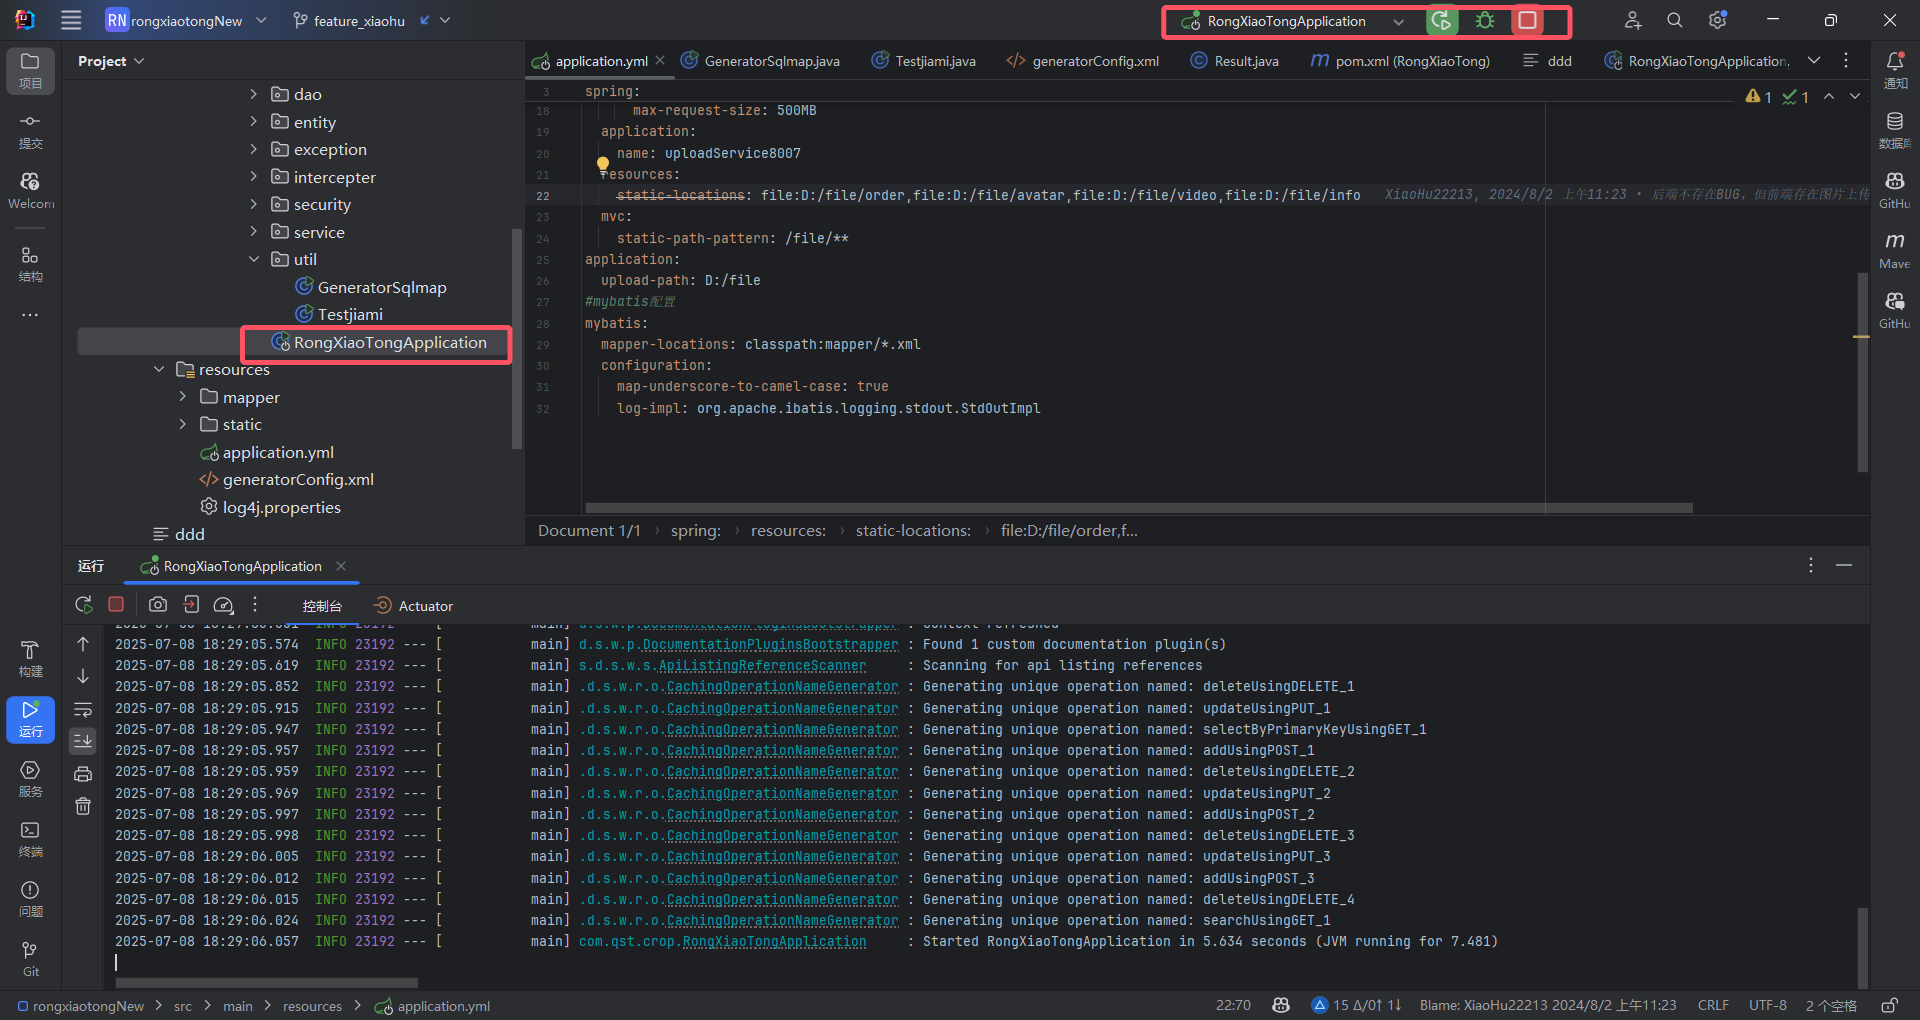 RN rongxiaotongNew
feature_xiaohu
RongXiaoTongApplication
项目
提交
Welcom
结构
Project
dao
entity
exception
intercepter
security
service
util
GeneratorSqlmap
Testjiami
RongXiaoTongApplication
resources
mapper
static
application.yml
generatorConfig.xml
log4j.properties
ddd
application.yml
GeneratorSqlmap.java
Testjiami.java
generatorConfig.xml
Result.java
pom.xml (RongXiaoTong)
ddd
RongXiaoTongApplication.
3 spring:
18 max-request-size: 500MB
19 application:
20 name: uploadService8007
21 resources:
22 static-locations: file:D:/file/order,file:D:/file/avatar,file:D:/file/video,file:D:/file/info XiaoHu22213, 2024/8/2 上午11:23 • 后端不存在BUG，但前端存在图片上传
23 mvc:
24 static-path-pattern: /file/**
25 application:
26 upload-path: D:/file
27 #mybatis配置
28 mybatis:
29 mapper-locations: classpath:mapper/*.xml
30 configuration:
31 map-underscore-to-camel-case: true
32 log-impl: org.apache.ibatis.logging.stdout.StdOutImpl
1 1
Document 1/1 › spring: › resources: › static-locations: › file:D:/file/order,f...
通知
数据库
GitHu
Mave
GitHu
运行 RongXiaoTongApplication
控制台 Actuator
2025-07-08 18:29:05.574 INFO 23192 --- [ main] d.s.w.p.DocumentationPluginsBootstrapper : Found 1 custom documentation plugin(s)
2025-07-08 18:29:05.619 INFO 23192 --- [ main] s.d.s.w.s.ApiListingReferenceScanner : Scanning for api listing references
2025-07-08 18:29:05.852 INFO 23192 --- [ main] .d.s.w.r.o.CachingOperationNameGenerator : Generating unique operation named: deleteUsingDELETE_1
2025-07-08 18:29:05.915 INFO 23192 --- [ main] .d.s.w.r.o.CachingOperationNameGenerator : Generating unique operation named: updateUsingPUT_1
2025-07-08 18:29:05.947 INFO 23192 --- [ main] .d.s.w.r.o.CachingOperationNameGenerator : Generating unique operation named: selectByPrimaryKeyUsingGET_1
2025-07-08 18:29:05.957 INFO 23192 --- [ main] .d.s.w.r.o.CachingOperationNameGenerator : Generating unique operation named: addUsingPOST_1
2025-07-08 18:29:05.959 INFO 23192 --- [ main] .d.s.w.r.o.CachingOperationNameGenerator : Generating unique operation named: deleteUsingDELETE_2
2025-07-08 18:29:05.969 INFO 23192 --- [ main] .d.s.w.r.o.CachingOperationNameGenerator : Generating unique operation named: updateUsingPUT_2
2025-07-08 18:29:05.997 INFO 23192 --- [ main] .d.s.w.r.o.CachingOperationNameGenerator : Generating unique operation named: addUsingPOST_2
2025-07-08 18:29:05.998 INFO 23192 --- [ main] .d.s.w.r.o.CachingOperationNameGenerator : Generating unique operation named: deleteUsingDELETE_3
2025-07-08 18:29:06.005 INFO 23192 --- [ main] .d.s.w.r.o.CachingOperationNameGenerator : Generating unique operation named: updateUsingPUT_3
2025-07-08 18:29:06.012 INFO 23192 --- [ main] .d.s.w.r.o.CachingOperationNameGenerator : Generating unique operation named: addUsingPOST_3
2025-07-08 18:29:06.015 INFO 23192 --- [ main] .d.s.w.r.o.CachingOperationNameGenerator : Generating unique operation named: deleteUsingDELETE_4
2025-07-08 18:29:06.024 INFO 23192 --- [ main] .d.s.w.r.o.CachingOperationNameGenerator : Generating unique operation named: searchUsingGET_1
2025-07-08 18:29:06.057 INFO 23192 --- [ main] com.qst.crop.RongXiaoTongApplication : Started RongXiaoTongApplication in 5.634 seconds (JVM running for 7.481)
构建
运行
服务
终端
问题
Git
rongxiaotongNew › src › main › resources › application.yml
22:70 15 Δ/0↑ 1↓ Blame: XiaoHu22213 2024/8/2 上午11:23 CRLF UTF-8 2 个空格